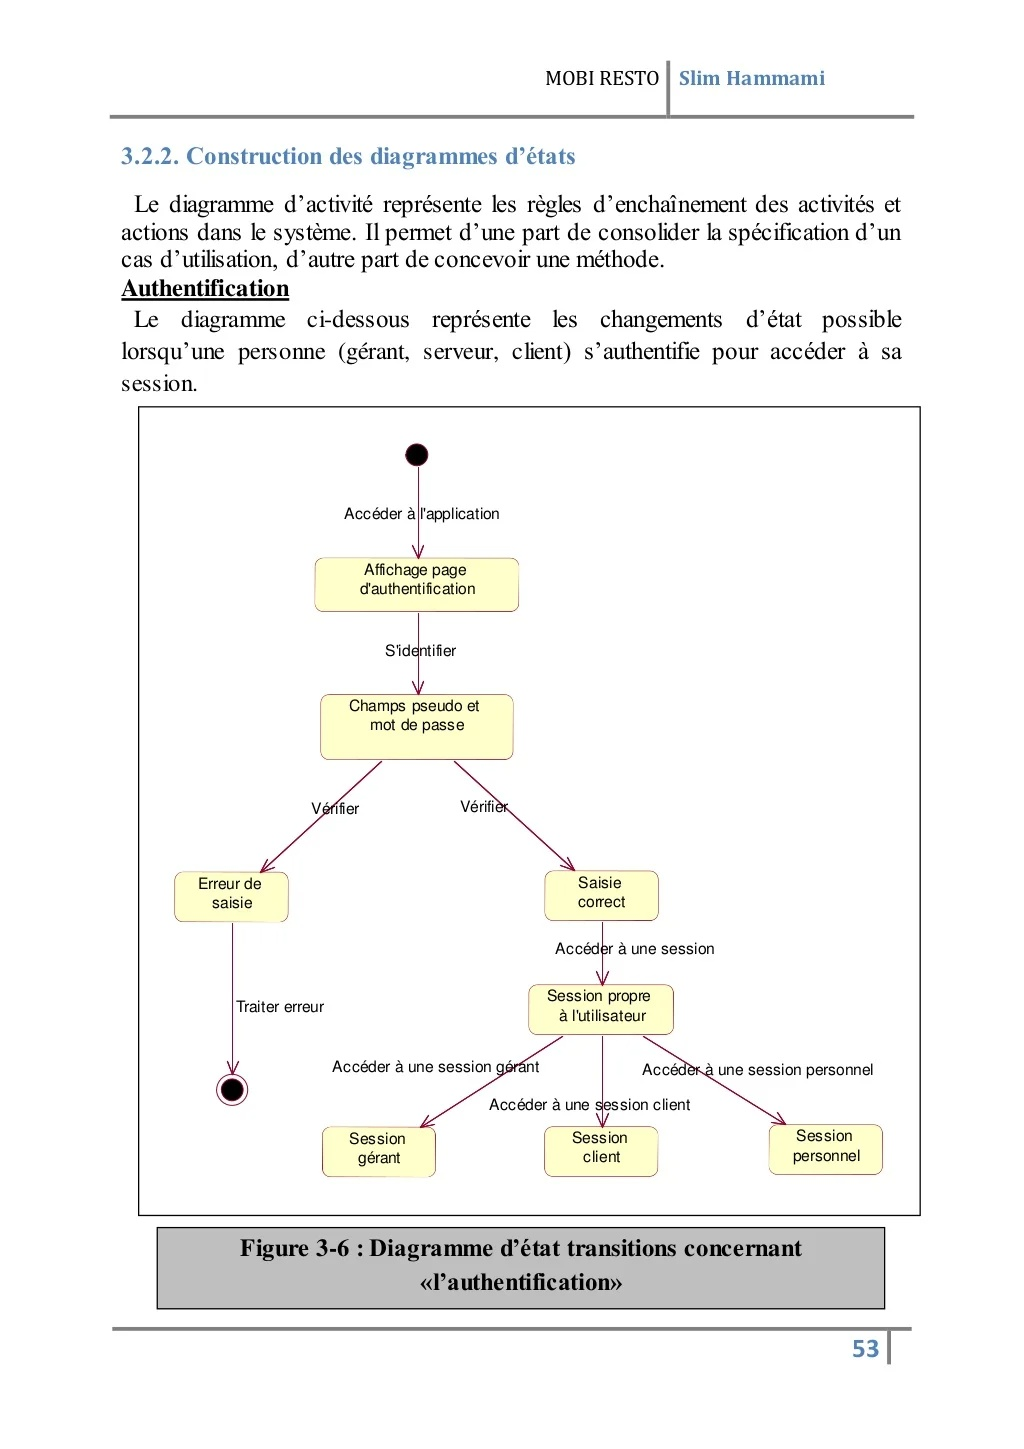 MOBI RESTO Slim Hammami
3.2.2. Construction des diagrammes d’états
Le diagramme d’activité représente les règles d’enchaînement des activités et
actions dans le système. Il permet d’une part de consolider la spécification d’un
cas d’utilisation, d’autre part de concevoir une méthode.
Authentification
Le diagramme ci-dessous représente les changements d’état possible
lorsqu’une personne (gérant, serveur, client) s’authentifie pour accéder à sa
session.
Accéder à l'application
Affichage page
d'authentification
S'identifier
Champs pseudo et
mot de passe
Vérifier
Vérifier
Erreur de
saisie
Saisie
correct
Accéder à une session
Session propre
à l'utilisateur
Traiter erreur
Accéder à une session gérant
Accéder à une session personnel
Accéder à une session client
Session
gérant
Session
client
Session
personnel
Figure 3-6 : Diagramme d’état transitions concernant
«l’authentification»
53